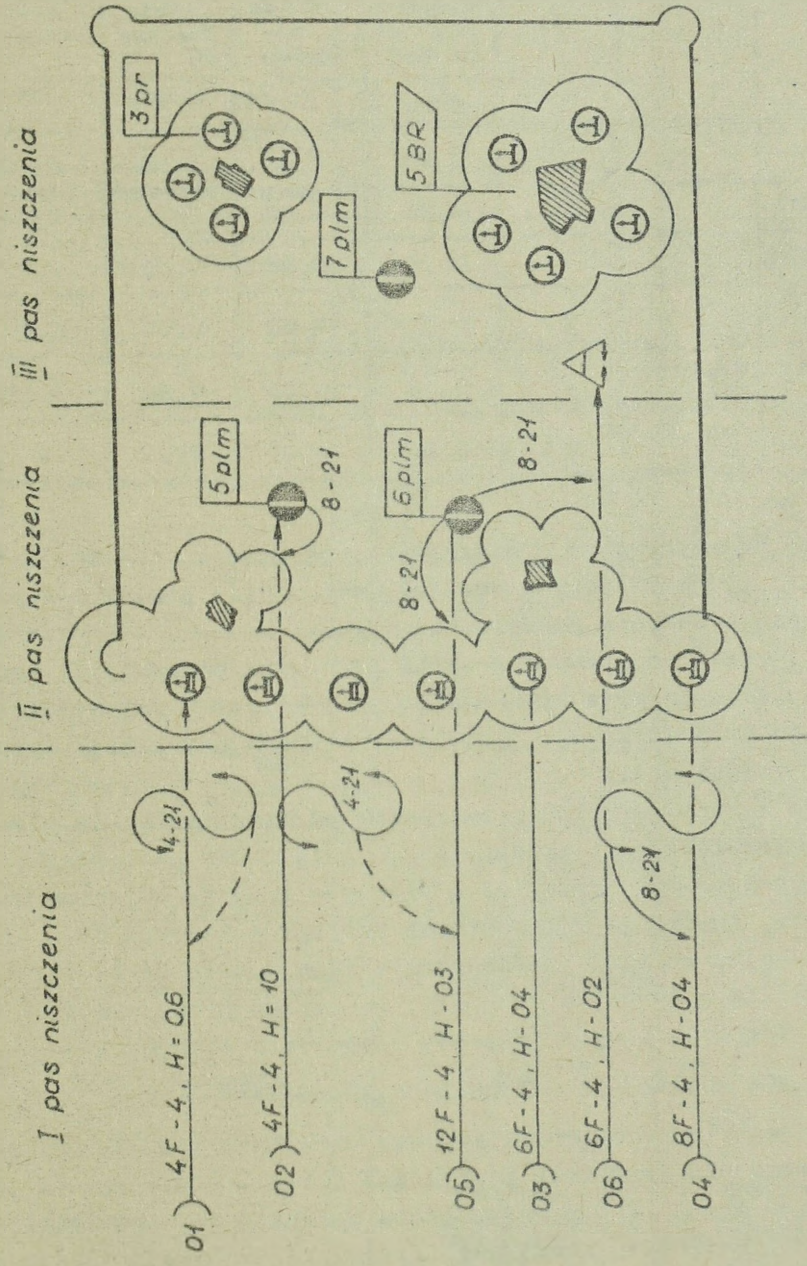 I pas niszczenia
II pas niszczenia
III pas niszczenia
01) 4F-4, H=0.6
4-21
02) 4F-4, H=10
4-21
05) 12F-4, H-03
03) 6F-4, H-04
06) 6F-4, H-02
8-21
04) 8F-4, H-04
5 plm
8-21
6 plm
8-21
8-21
3 pr
7 plm
5 BR